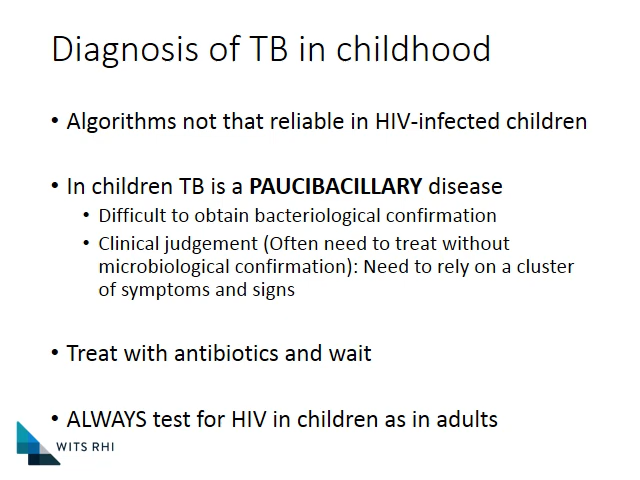 Diagnosis of TB in childhood
• Algorithms not that reliable in HIV-infected children
• In children TB is a PAUCIBACILLARY disease
• Difficult to obtain bacteriological confirmation
• Clinical judgement (Often need to treat without
microbiological confirmation): Need to rely on a cluster
of symptoms and signs
• Treat with antibiotics and wait
• ALWAYS test for HIV in children as in adults
WITS RHI